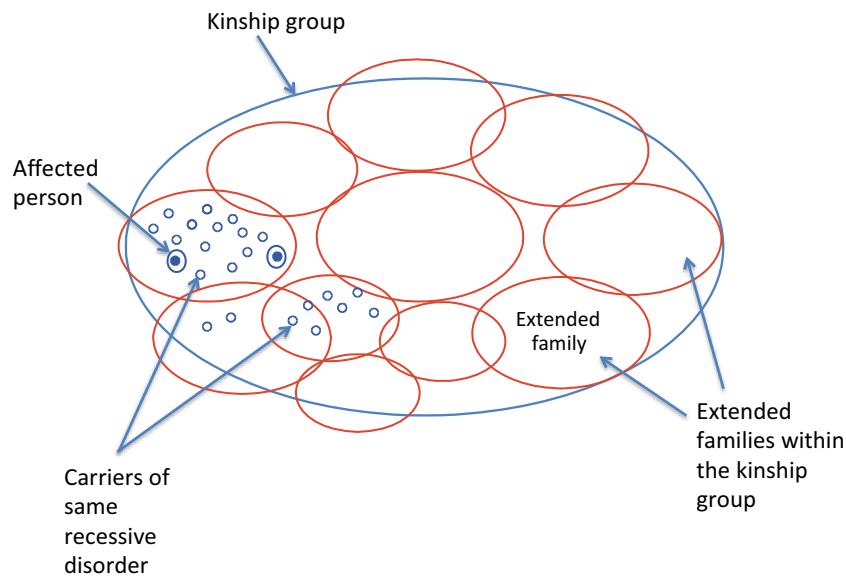 Kinship group
Affected
person
Extended
family
Extended
families within
the kinship
group
Carriers of
same
recessive
disorder